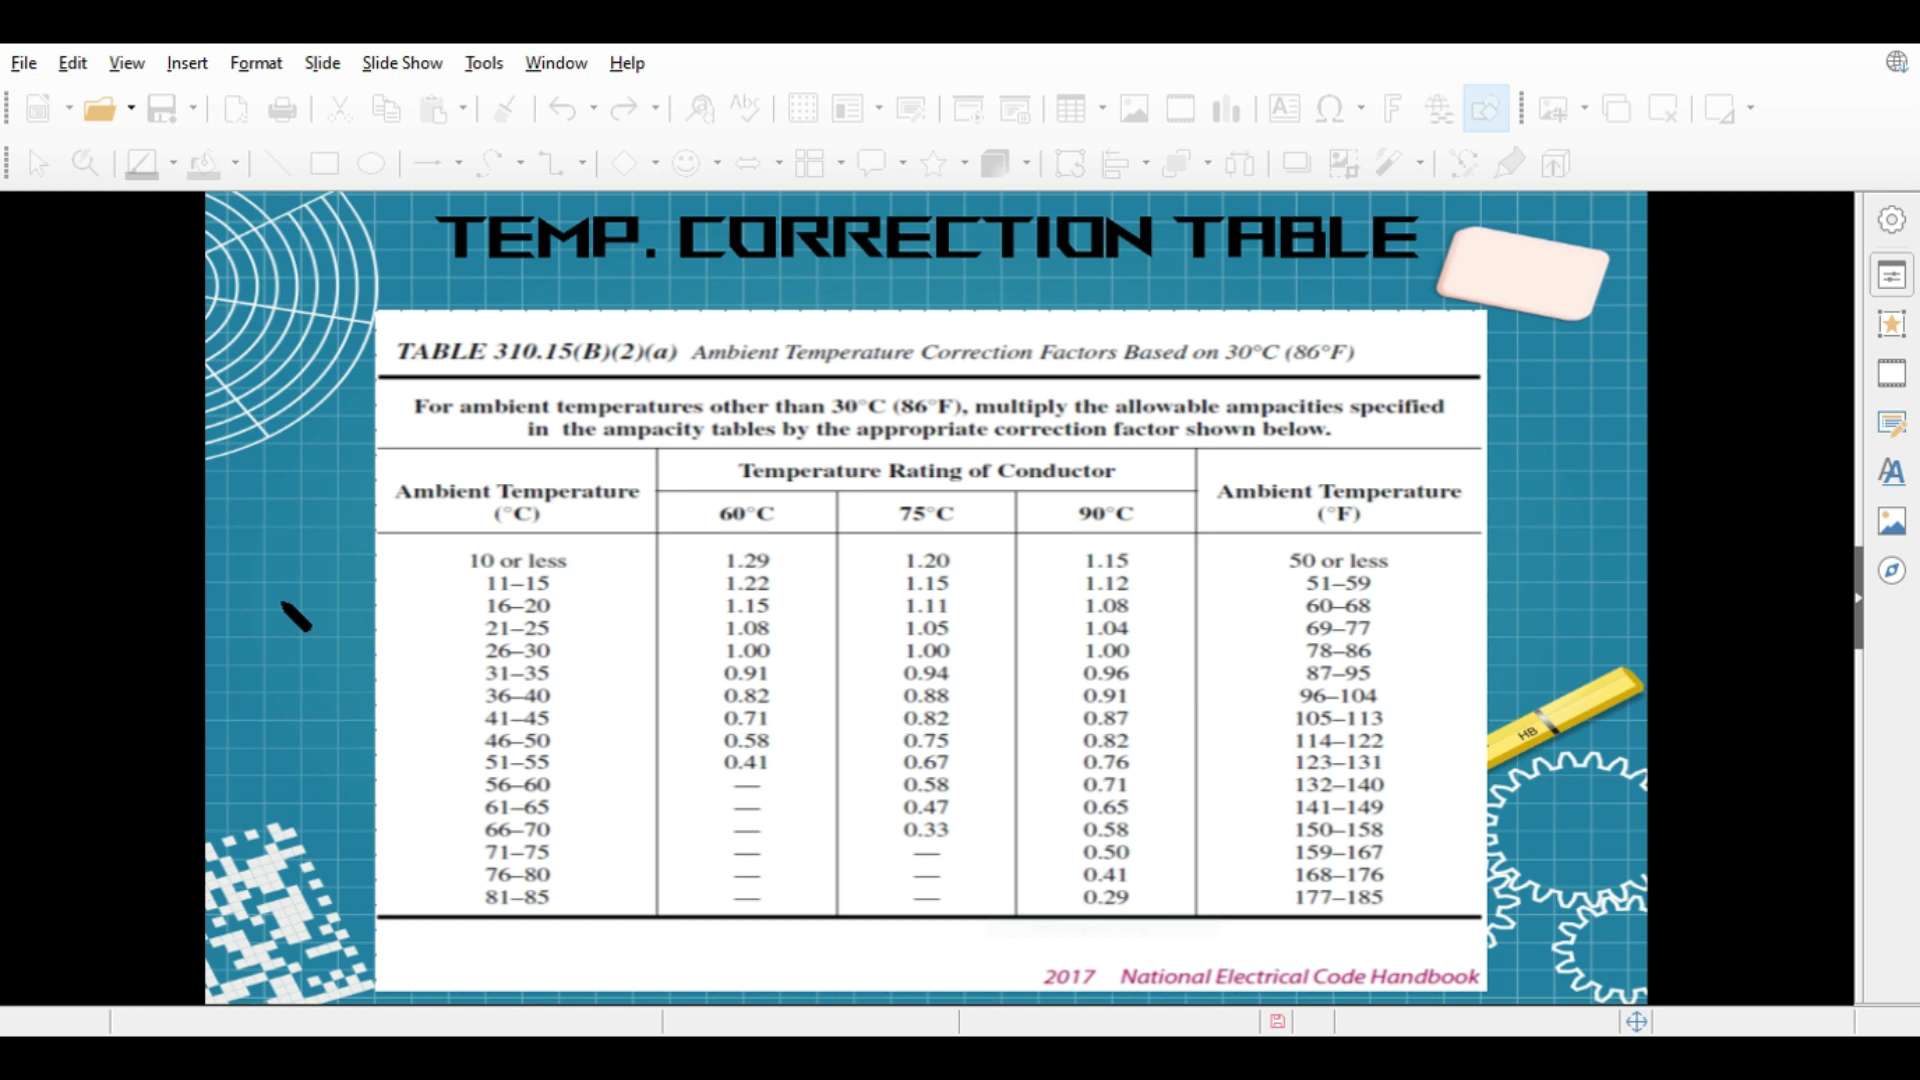 File Edit View Insert Format Slide Slide Show Tools Window Help
TEMP. CORRECTION TABLE
TABLE 310.15(B)(2)(a) Ambient Temperature Correction Factors Based on 30°C (86°F)
For ambient temperatures other than 30°C (86°F), multiply the allowable ampacities specified
in the ampacity tables by the appropriate correction factor shown below.
Temperature Rating of Conductor
Ambient Temperature (°C) 60°C 75°C 90°C Ambient Temperature (°F)
10 or less 1.29 1.20 1.15 50 or less
11–15 1.22 1.15 1.12 51–59
16–20 1.15 1.11 1.08 60–68
21–25 1.08 1.05 1.04 69–77
26–30 1.00 1.00 1.00 78–86
31–35 0.91 0.94 0.96 87–95
36–40 0.82 0.88 0.91 96–104
41–45 0.71 0.82 0.87 105–113
46–50 0.58 0.75 0.82 114–122
51–55 0.41 0.67 0.76 123–131
56–60 — 0.58 0.71 132–140
61–65 — 0.47 0.65 141–149
66–70 — 0.33 0.58 150–158
71–75 — — 0.50 159–167
76–80 — — 0.41 168–176
81–85 — — 0.29 177–185
HB
2017 National Electrical Code Handbook